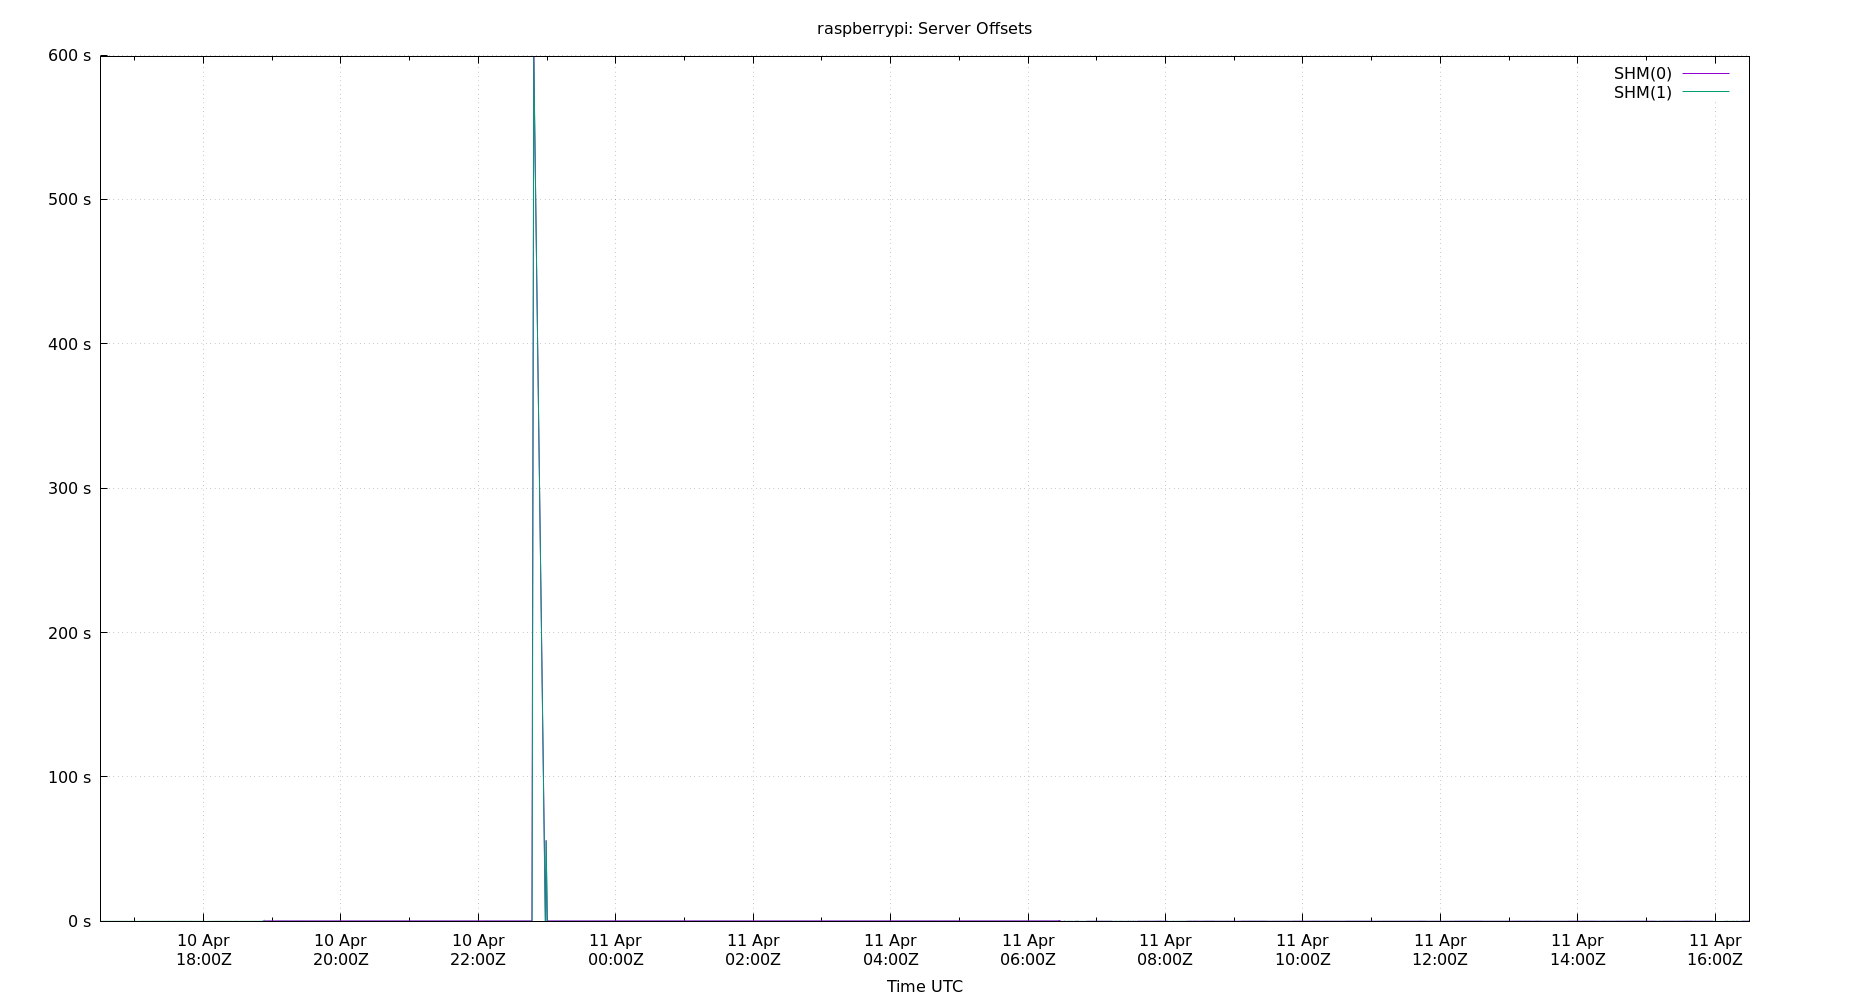 raspberrypi: Server Offsets
600 s
500 s
400 s
300 s
200 s
100 s
0 s
SHM(0)
SHM(1)
10 Apr 10 Apr 10 Apr 11 Apr 11 Apr 11 Apr 11 Apr 11 Apr 11 Apr 11 Apr 11 Apr 11 Apr
18:00Z 20:00Z 22:00Z 00:00Z 02:00Z 04:00Z 06:00Z 08:00Z 10:00Z 12:00Z 14:00Z 16:00Z
Time UTC